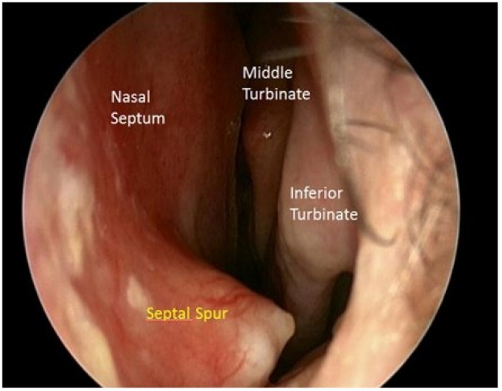 Middle
Turbinate
Nasal
Septum
Inferior
Turbinate
Septal Spur